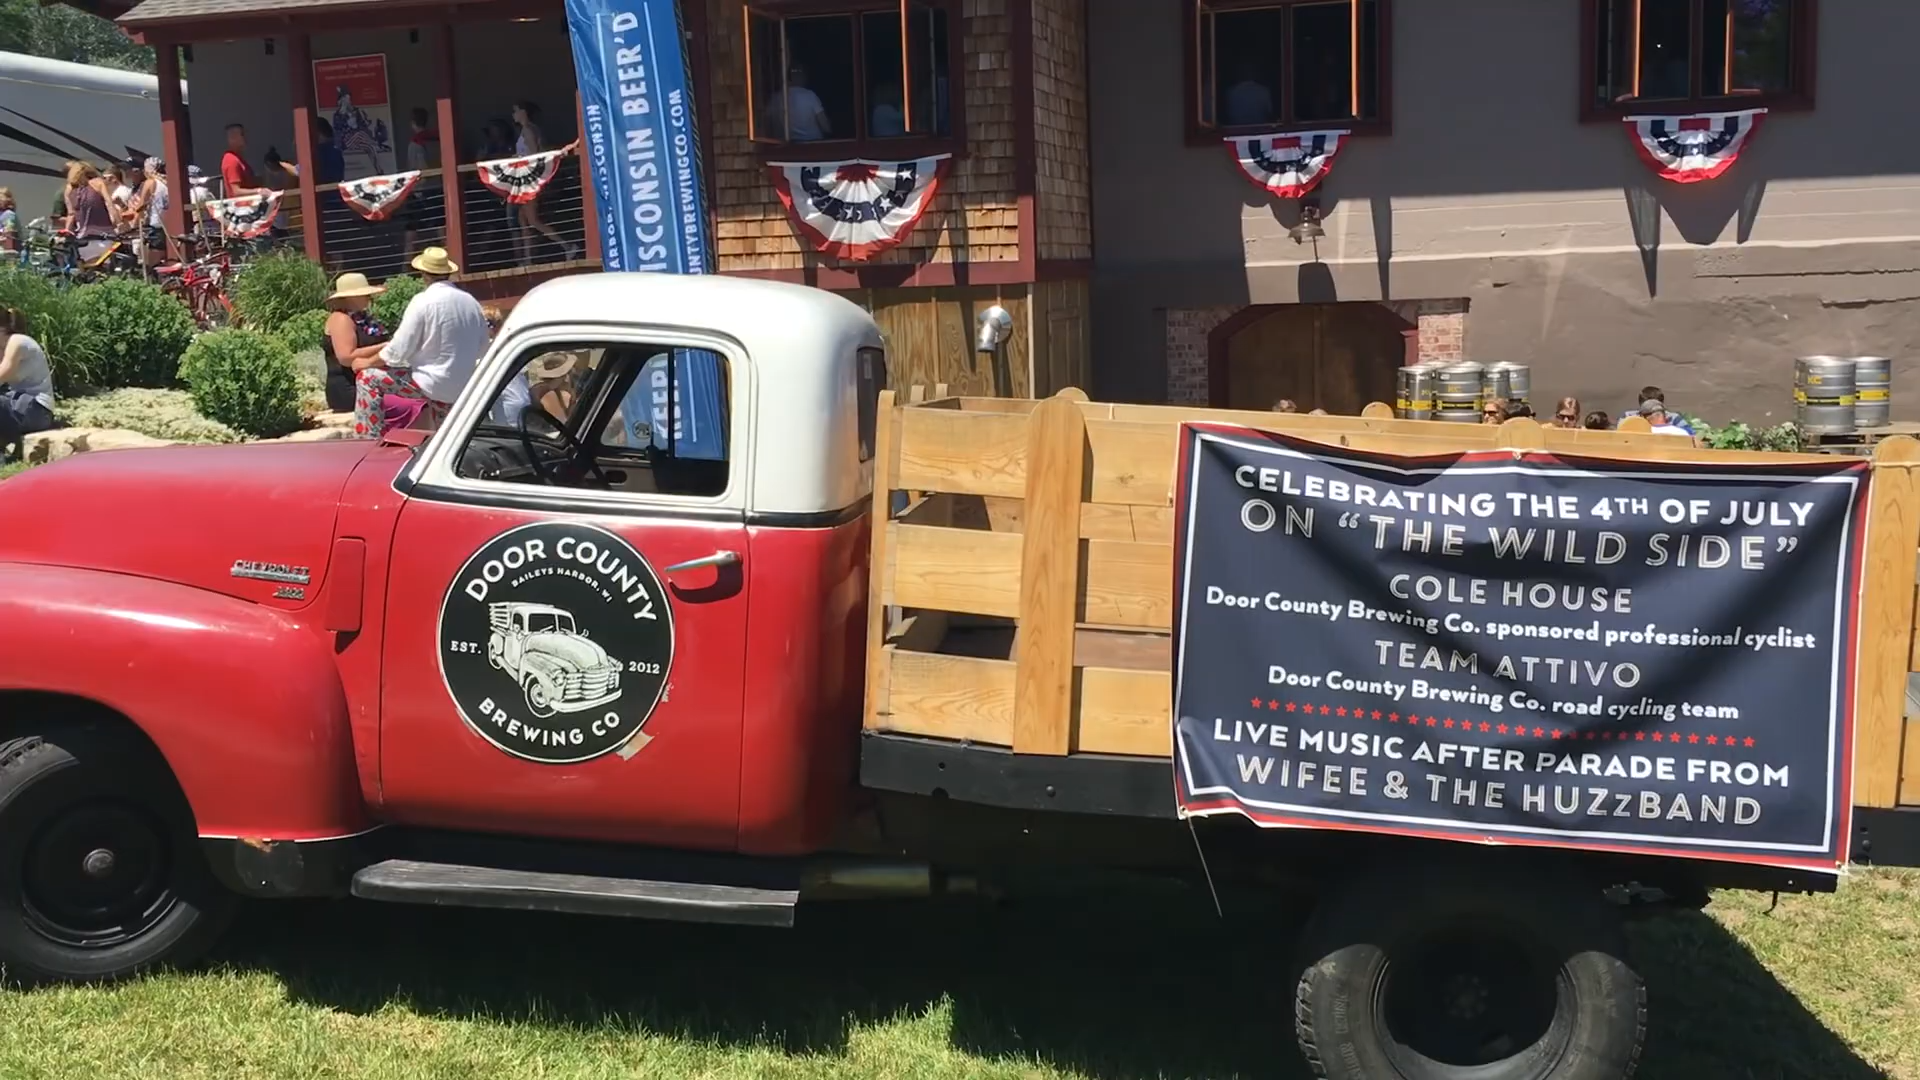 WISCONSIN BEER'D
CHEVROLET
DOOR COUNTY
BAILEYS HARBOR, WI
EST. 2012
BREWING CO
CELEBRATING THE 4TH OF JULY
ON "THE WILD SIDE"
COLE HOUSE
Door County Brewing Co. sponsored professional cyclist
TEAM ATTIVO
Door County Brewing Co. road cycling team
LIVE MUSIC AFTER PARADE FROM
WIFEE & THE HUZzBAND